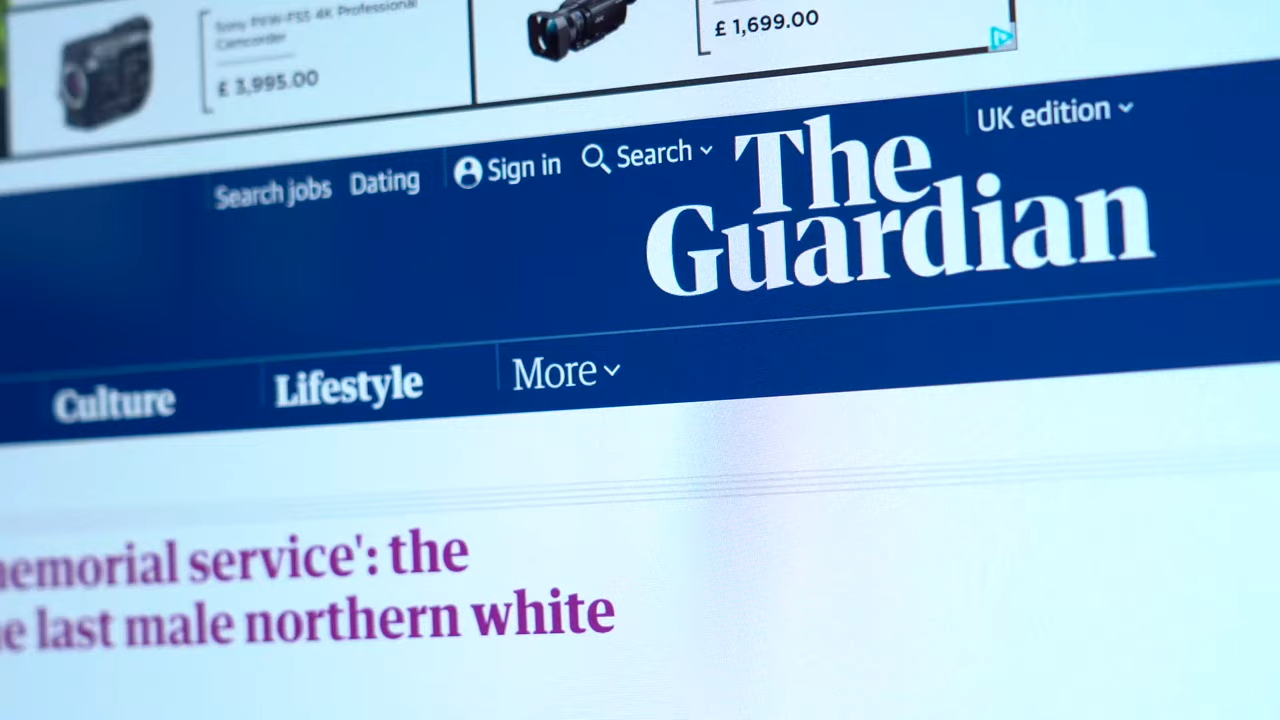 Sony PXW-FS5 4K Professional
Camcorder
£ 3,995.00
£ 1,699.00
Search jobs
Dating
Sign in
Search
The
Guardian
UK edition
Culture
Lifestyle
More
emorial service': the
e last male northern white